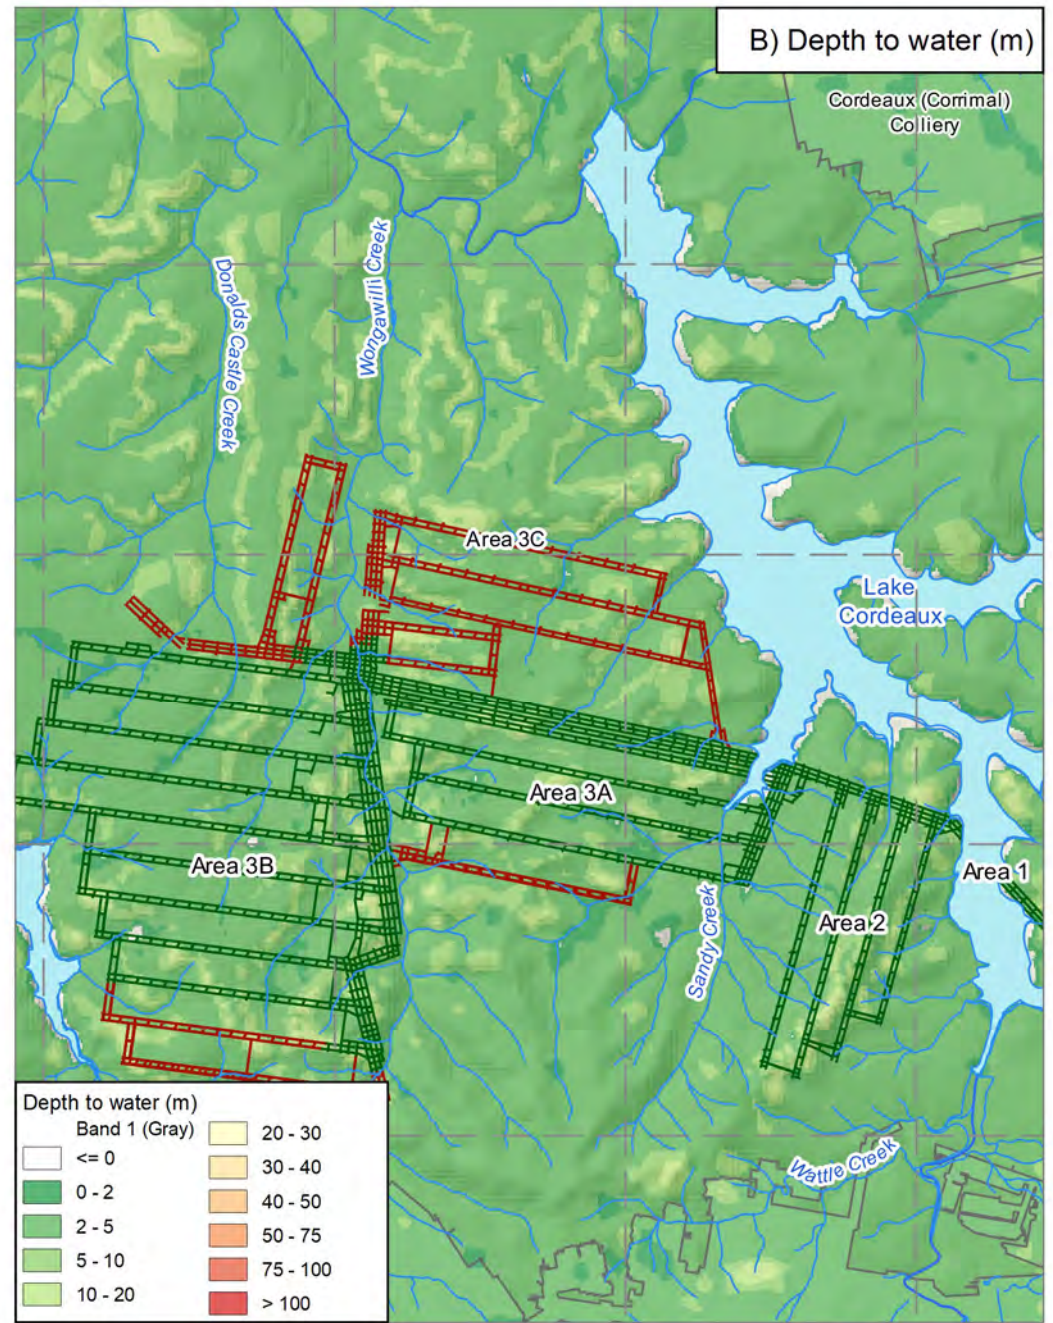 B) Depth to water (m)
Cordeaux (Corrimal)
Colliery
Donalds Castle Creek
Wongawilli Creek
Area 3C
Lake
Cordeaux
Area 3A
Area 3B
Area 1
Area 2
Sandy Creek
Wattle Creek
Depth to water (m)
Band 1 (Gray)
<= 0
0 - 2
2 - 5
5 - 10
10 - 20
20 - 30
30 - 40
40 - 50
50 - 75
75 - 100
> 100